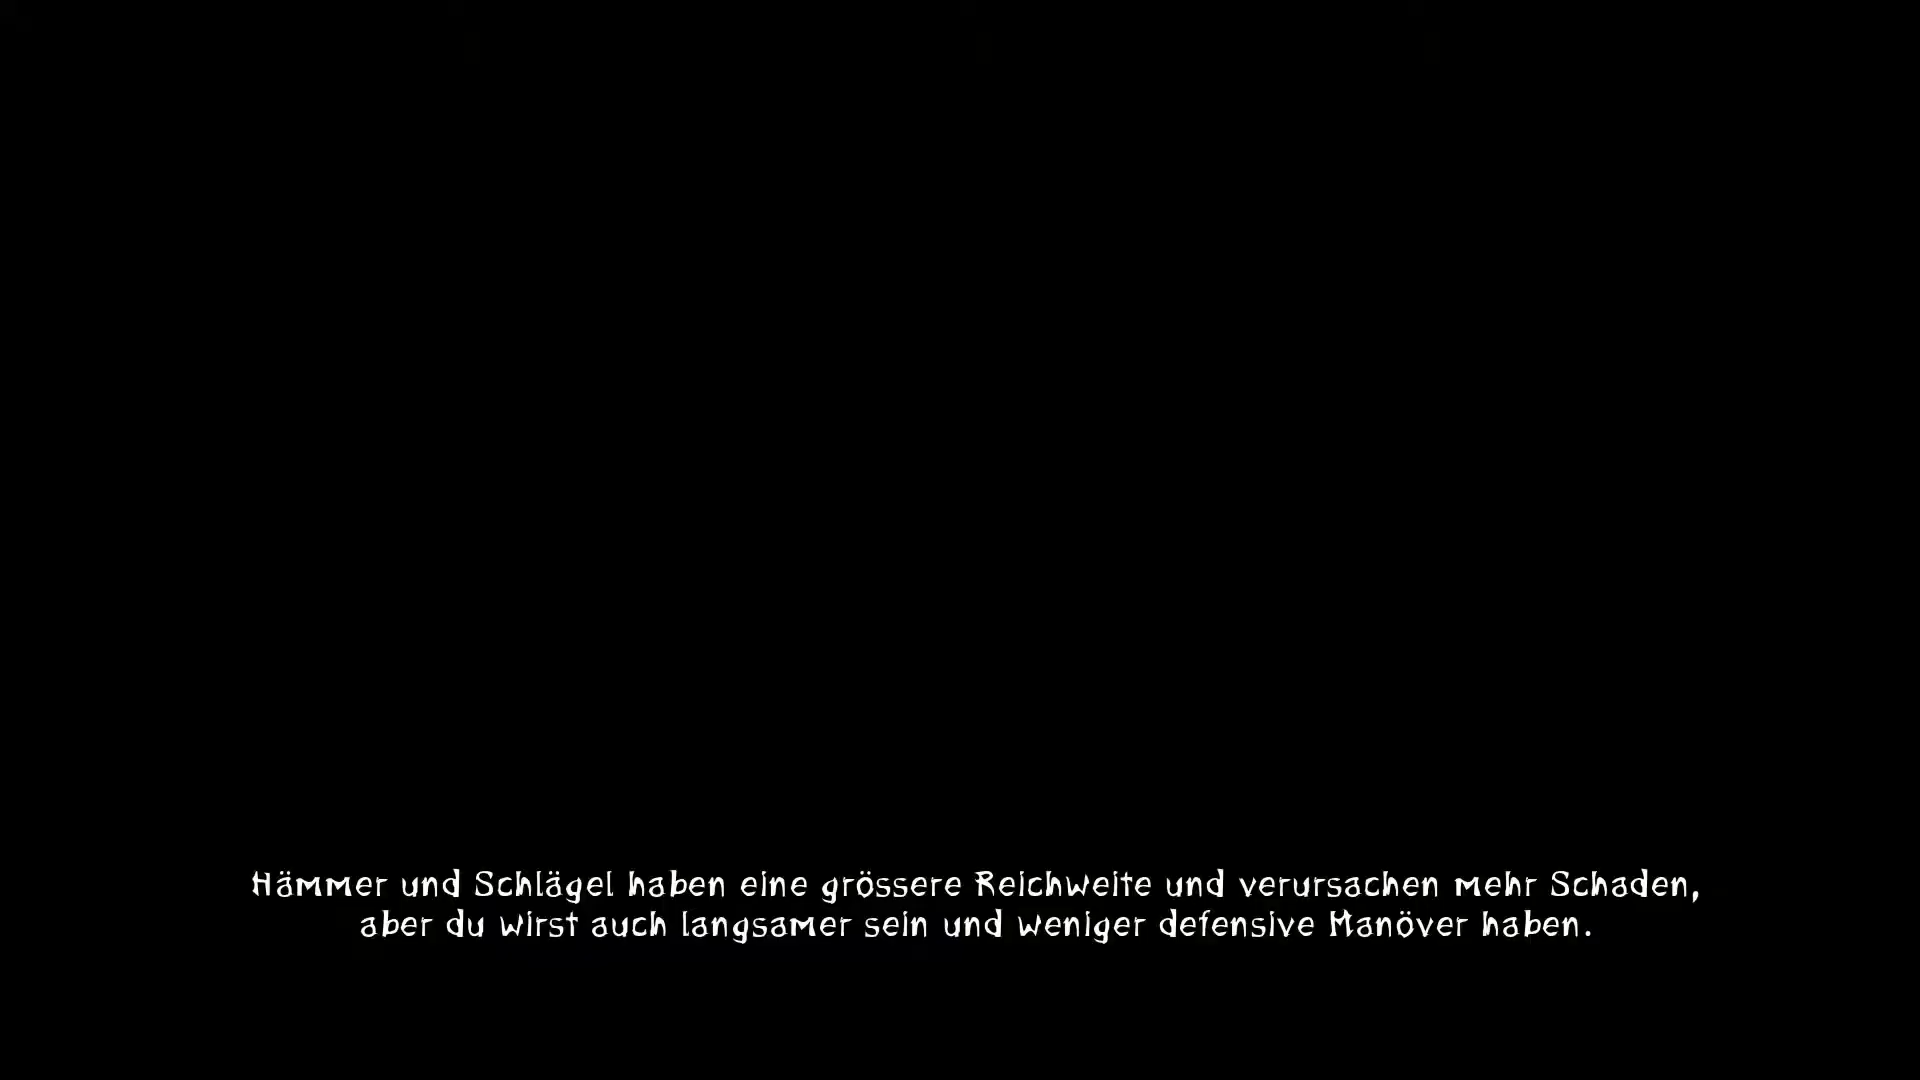 Hämmer und Schlägel haben eine grössere Reichweite und verursachen mehr Schaden,
aber du wirst auch langsamer sein und weniger defensive Manöver haben.